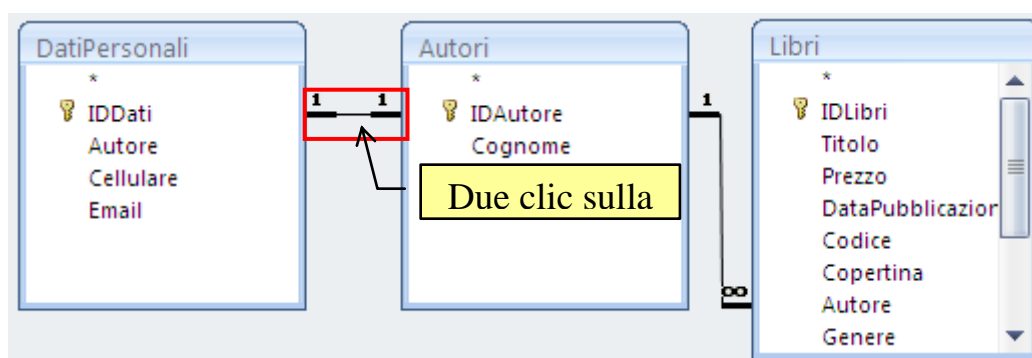 DatiPersonali
*
IDDati
Autore
Cellulare
Email
1 1
Autori
*
IDAutore
Cognome
Due clic sulla
1
∞
Libri
*
IDLibri
Titolo
Prezzo
DataPubblicazior
Codice
Copertina
Autore
Genere